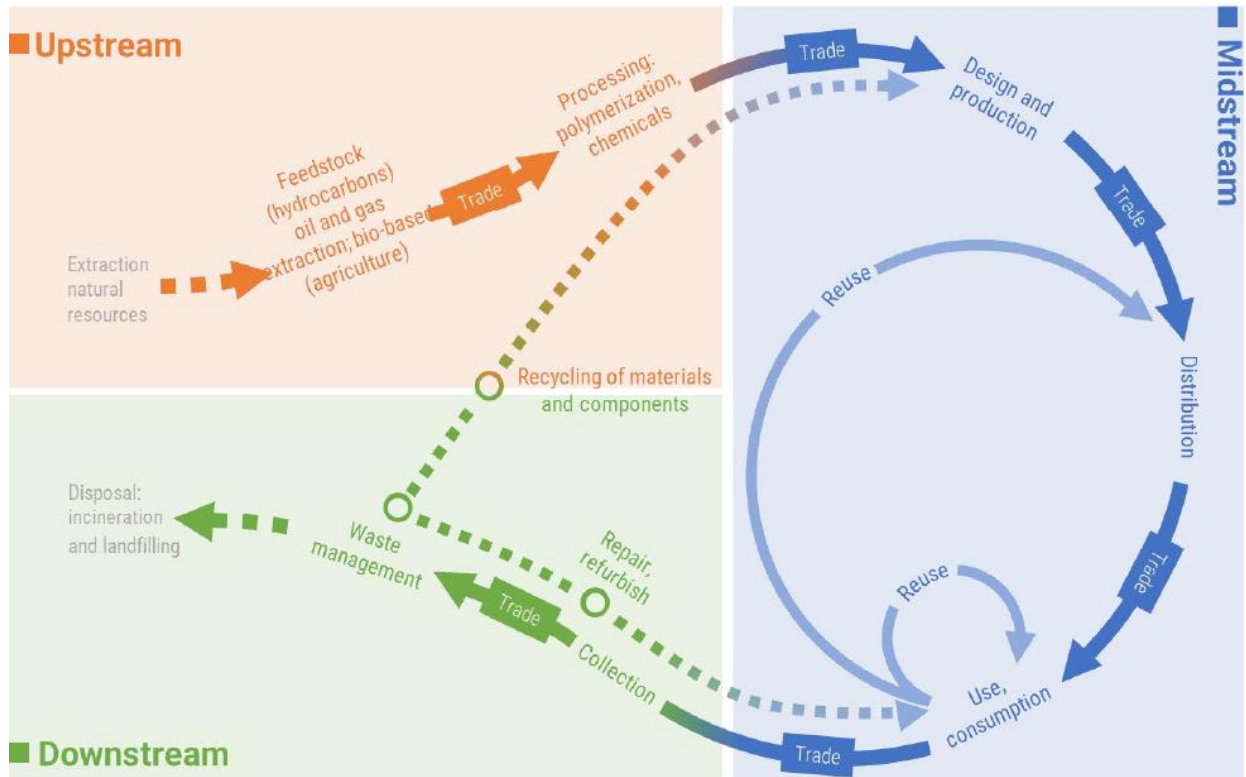 Upstream
Midstream
Trade
Design and
production
Processing:
polymerization,
chemicals
Trade
Feedstock
(hydrocarbons)
oil and gas
extraction; bio-based
(agriculture)
Trade
Extraction
natural
resources
Reuse
Recycling of materials
and components
Distribution
Disposal:
incineration
and landfilling
Waste
management
Repair,
refurbish
Trade
Reuse
Trade
Collection
Use,
consumption
Trade
Downstream